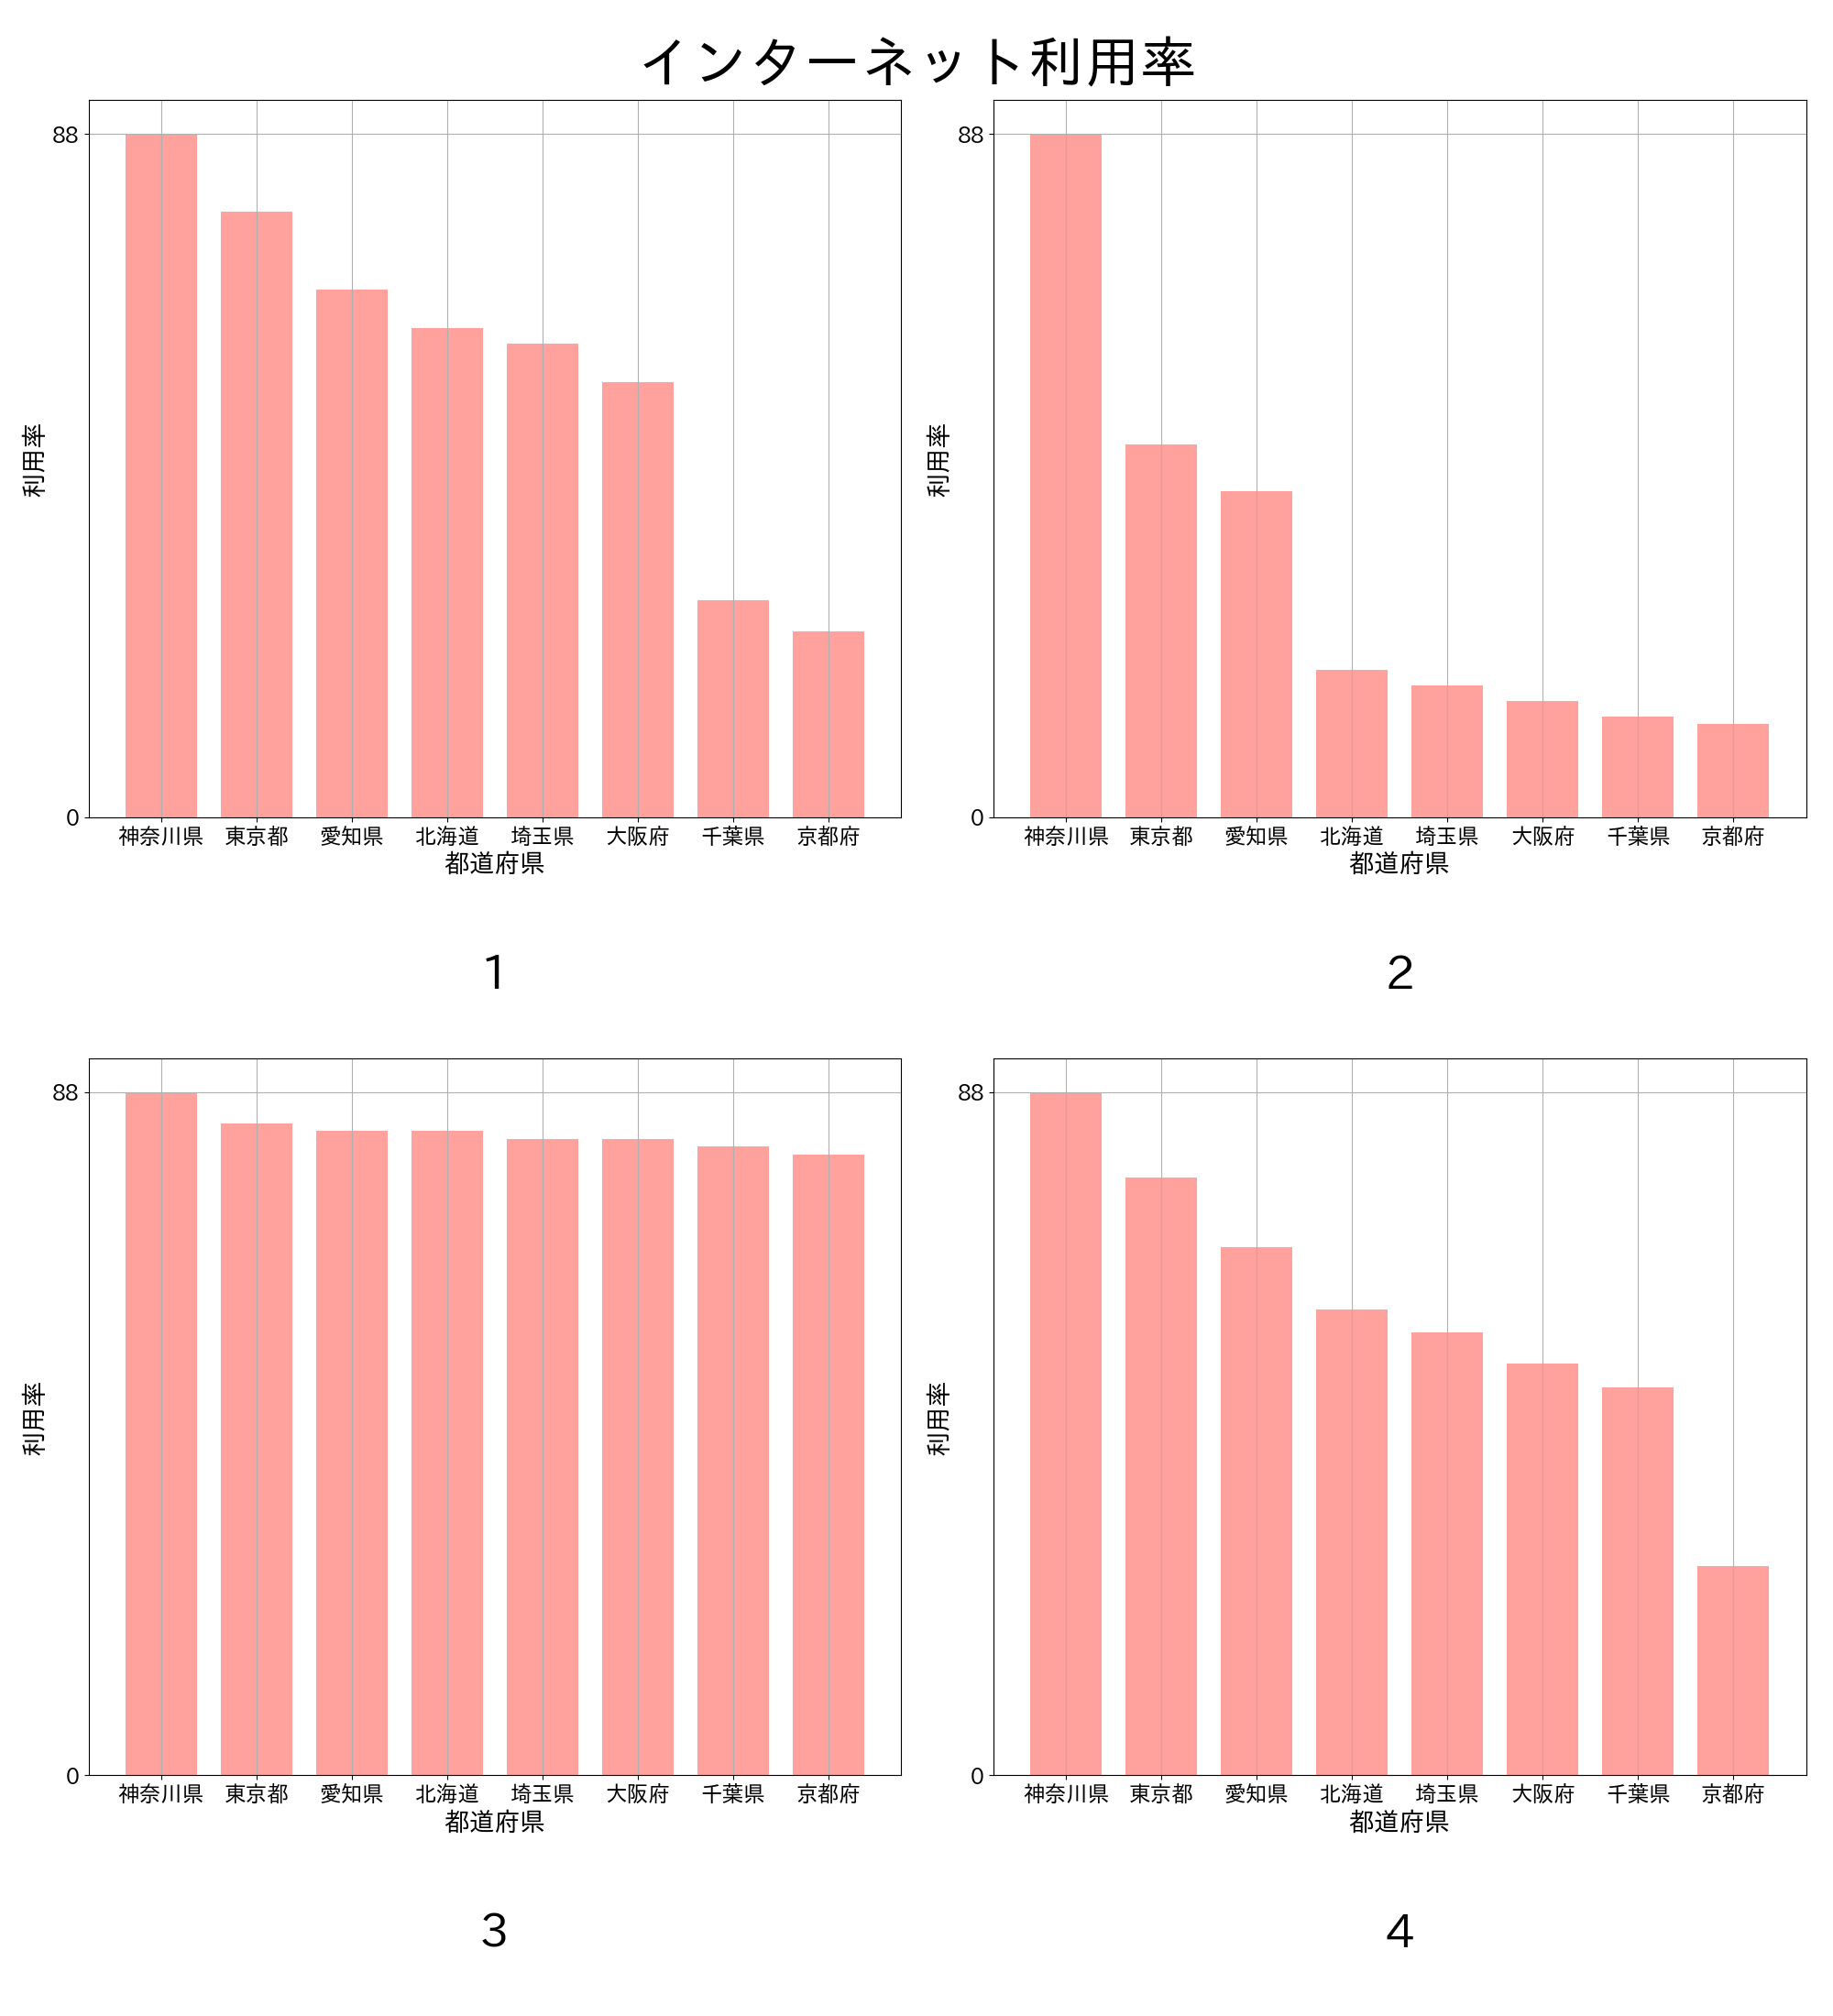 インターネット利用率
88
0
利用率
神奈川県 東京都 愛知県 北海道 埼玉県 大阪府 千葉県 京都府
都道府県
1
88
0
利用率
神奈川県 東京都 愛知県 北海道 埼玉県 大阪府 千葉県 京都府
都道府県
2
88
0
利用率
神奈川県 東京都 愛知県 北海道 埼玉県 大阪府 千葉県 京都府
都道府県
3
88
0
利用率
神奈川県 東京都 愛知県 北海道 埼玉県 大阪府 千葉県 京都府
都道府県
4